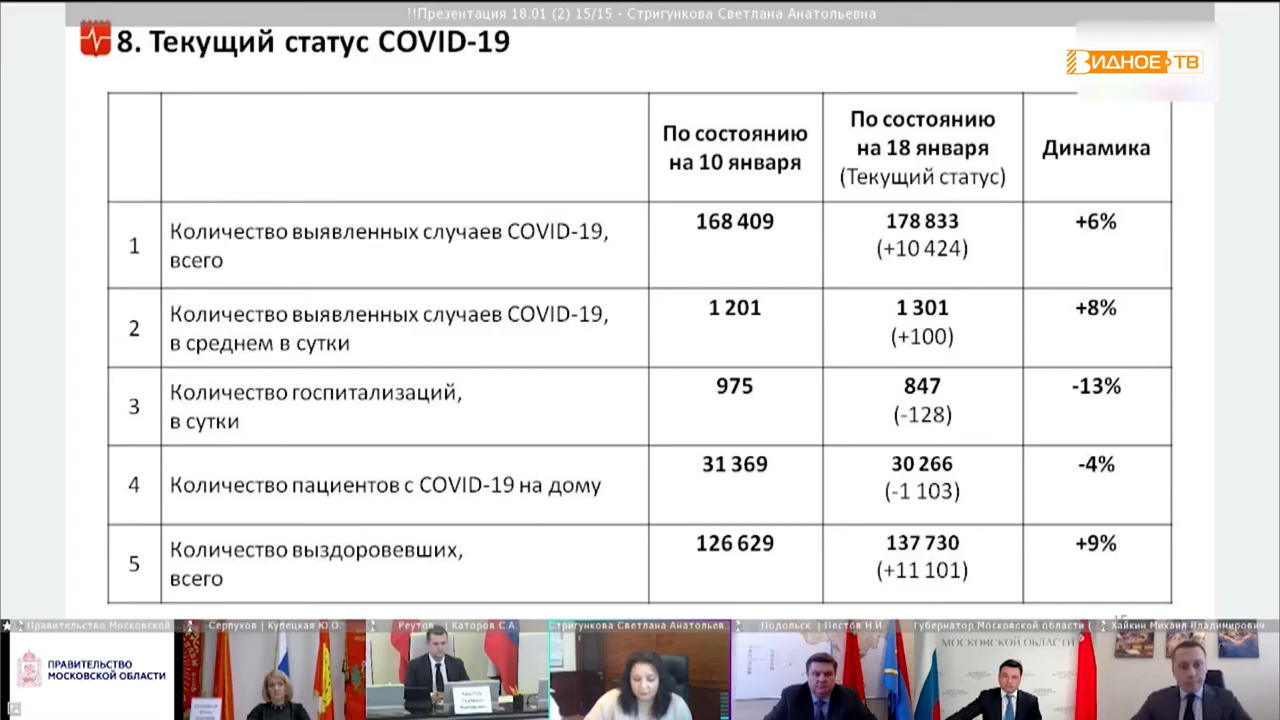 !!Презентация 18.01 (2) 15/15 - Стригункова Светлана Анатольевна
8. Текущий статус COVID-19
ВИДНОЕ ТВ
По состоянию
на 10 января
По состоянию
на 18 января
(Текущий статус)
Динамика
1
Количество выявленных случаев COVID-19,
всего
168 409
178 833
(+10 424)
+6%
2
Количество выявленных случаев COVID-19,
в среднем в сутки
1 201
1 301
(+100)
+8%
3
Количество госпитализаций,
в сутки
975
847
(-128)
-13%
4
Количество пациентов с COVID-19 на дому
31 369
30 266
(-1 103)
-4%
5
Количество выздоровевших,
всего
126 629
137 730
(+11 101)
+9%
Правительство Московской
Серпухов | Купецкая Ю.О.
Реутов | Каторов С.А.
Стригункова Светлана Анатольев
Подольск | Пестов Н.И
Губернатор Московской области (
Хайкин Михаил Владимирович
ПРАВИТЕЛЬСТВО
МОСКОВСКОЙ ОБЛАСТИ
МОСКОВСКОЙ ОБЛАСТИ